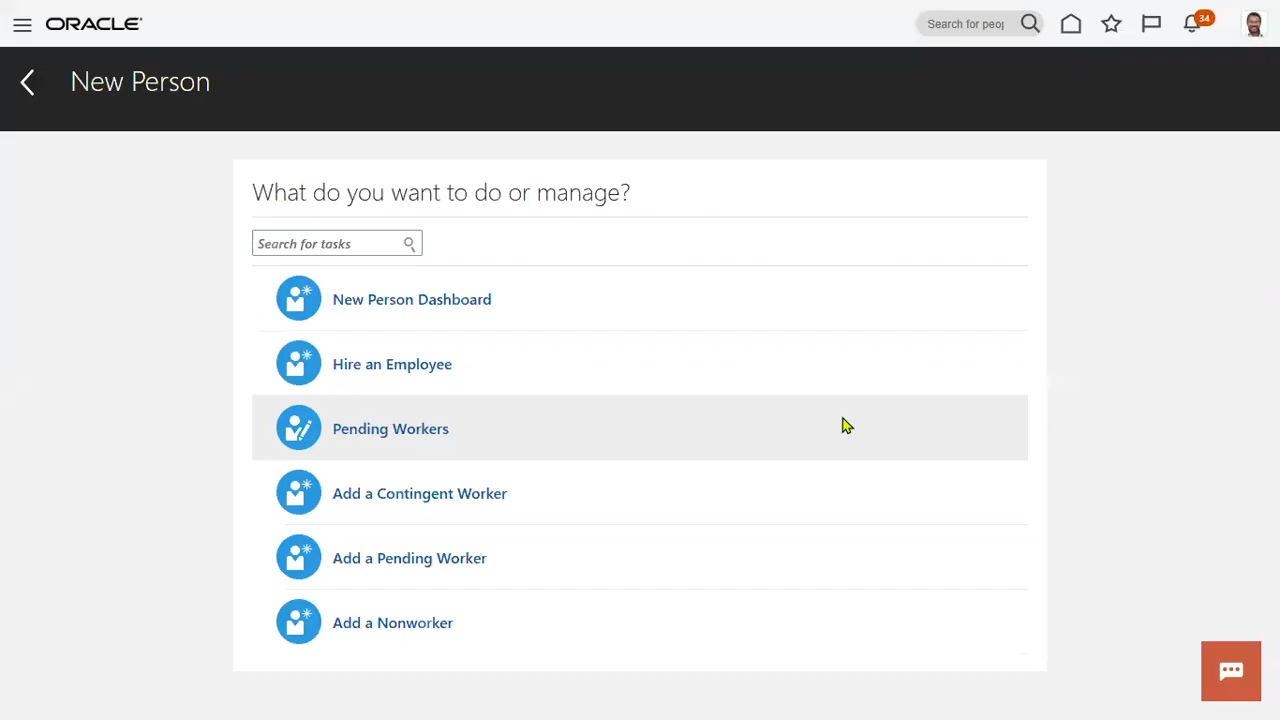 ORACLE
Search for peop
34
New Person
What do you want to do or manage?
Search for tasks
New Person Dashboard
Hire an Employee
Pending Workers
Add a Contingent Worker
Add a Pending Worker
Add a Nonworker